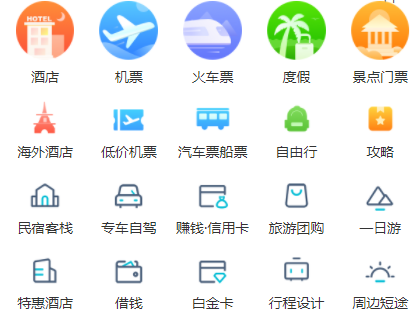 HOTEL
酒店 机票 火车票 度假 景点门票
海外酒店 低价机票 汽车票船票 自由行 攻略
民宿客栈 专车自驾 赚钱·信用卡 旅游团购 一日游
特惠酒店 借钱 白金卡 行程设计 周边短途